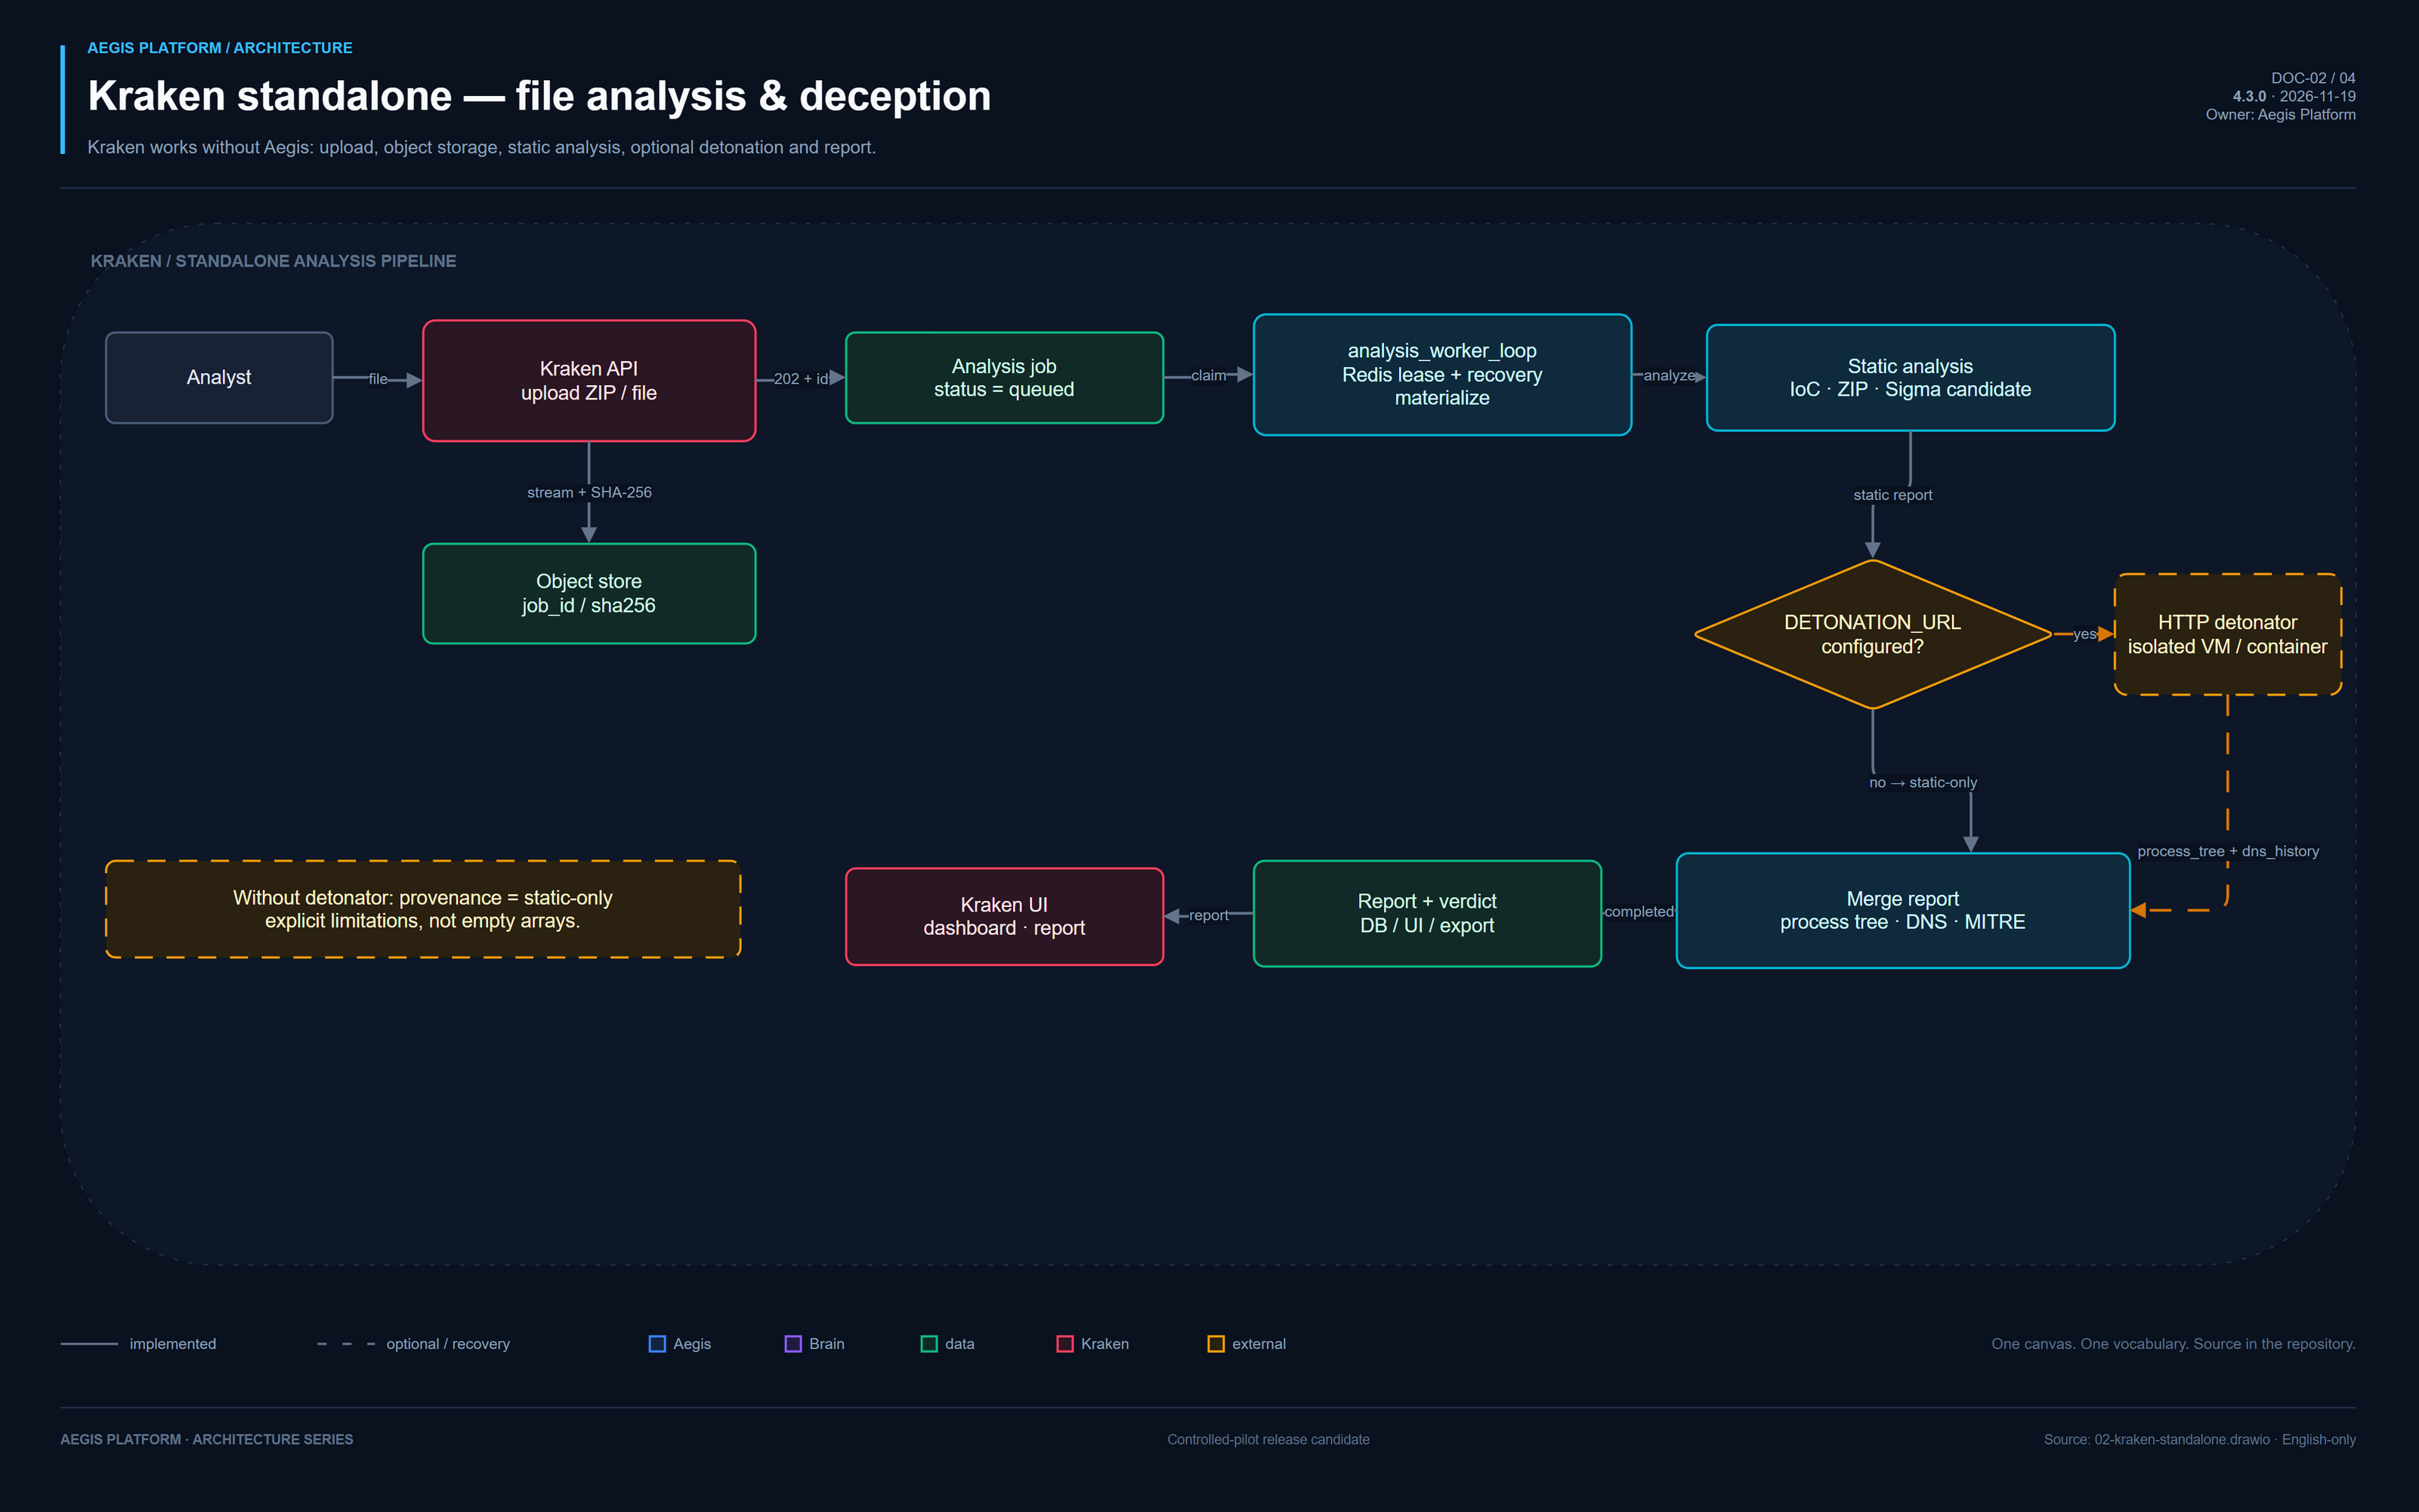 AEGIS PLATFORM / ARCHITECTURE
Kraken standalone — file analysis & deception
Kraken works without Aegis: upload, object storage, static analysis, optional detonation and report.
DOC-02 / 04
4.3.0 · 2026-11-19
Owner: Aegis Platform
KRAKEN / STANDALONE ANALYSIS PIPELINE
Analyst
file
Kraken API
upload ZIP / file
202 + id
Analysis job
status = queued
claim
analysis_worker_loop
Redis lease + recovery
materialize
analyze
Static analysis
IoC · ZIP · Sigma candidate
stream + SHA-256
static report
Object store
job_id / sha256
DETONATION_URL
configured?
yes
HTTP detonator
isolated VM / container
no → static-only
process_tree + dns_history
Without detonator: provenance = static-only
explicit limitations, not empty arrays.
Kraken UI
dashboard · report
report
Report + verdict
DB / UI / export
completed
Merge report
process tree · DNS · MITRE
implemented
optional / recovery
Aegis
Brain
data
Kraken
external
One canvas. One vocabulary. Source in the repository.
AEGIS PLATFORM · ARCHITECTURE SERIES
Controlled-pilot release candidate
Source: 02-kraken-standalone.drawio · English-only